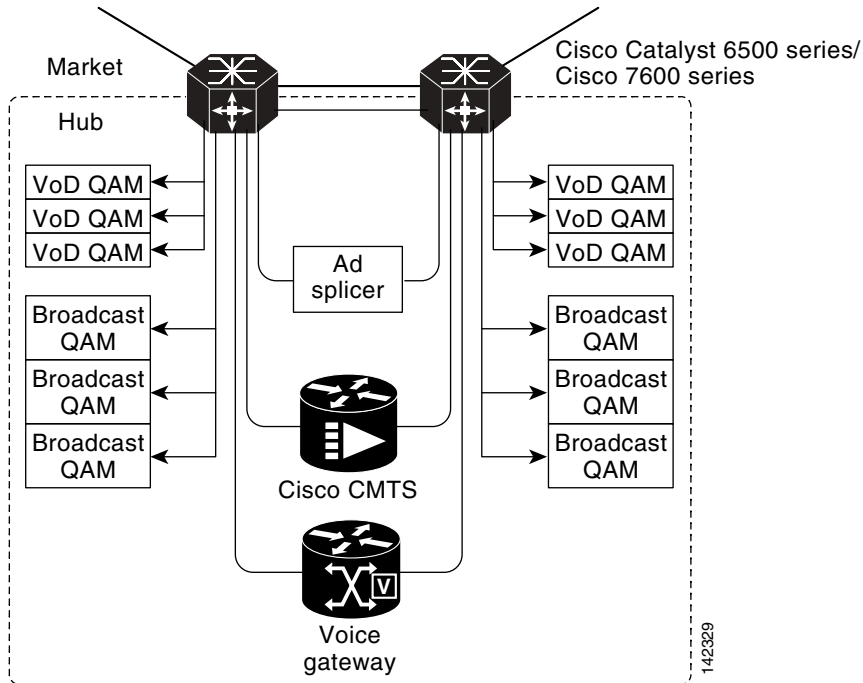 Market
Cisco Catalyst 6500 series/
Cisco 7600 series
Hub
VoD QAM
VoD QAM
VoD QAM
VoD QAM
VoD QAM
VoD QAM
Ad
splicer
Broadcast
QAM
Broadcast
QAM
Broadcast
QAM
Broadcast
QAM
Broadcast
QAM
Broadcast
QAM
Cisco CMTS
V
Voice
gateway
142329